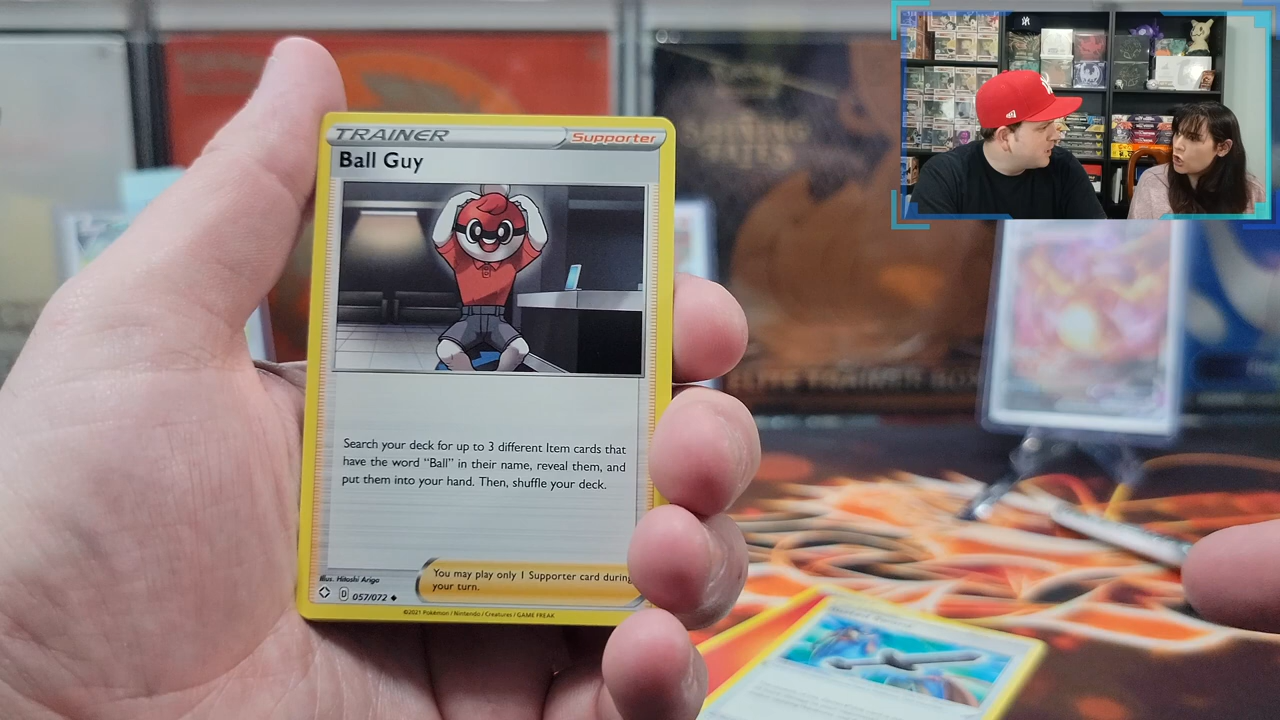 TRAINER Supporter
Ball Guy
Search your deck for up to 3 different Item cards that
have the word “Ball” in their name, reveal them, and
put them into your hand. Then, shuffle your deck.
You may play only 1 Supporter card during
your turn.
Illus. Hitoshi Ariga
D 057/072
©2021 Pokémon / Nintendo / Creatures / GAME FREAK
ELITE TRAINER BOX